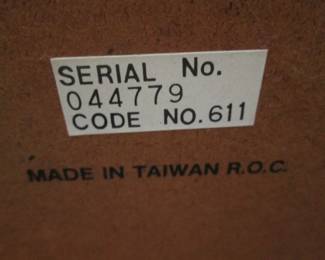 SERIAL No.
044779
CODE NO.611
MADE IN TAIWAN R.O.C.